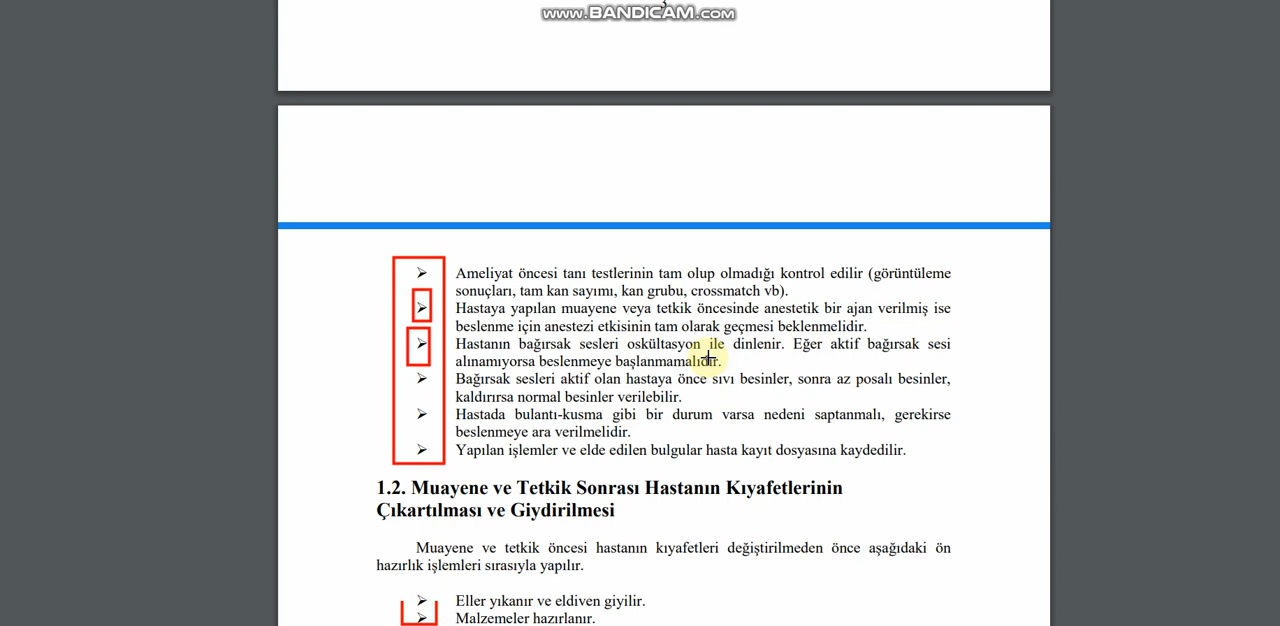 3
www.BANDICAM.com
➢ Ameliyat öncesi tanı testlerinin tam olup olmadığı kontrol edilir (görüntüleme
sonuçları, tam kan sayımı, kan grubu, crossmatch vb).
➢ Hastaya yapılan muayene veya tetkik öncesinde anestetik bir ajan verilmiş ise
beslenme için anestezi etkisinin tam olarak geçmesi beklenmelidir.
➢ Hastanın bağırsak sesleri oskültasyon ile dinlenir. Eğer aktif bağırsak sesi
alınamıyorsa beslenmeye başlanmamalıdır.
➢ Bağırsak sesleri aktif olan hastaya önce sıvı besinler, sonra az posalı besinler,
kaldırırsa normal besinler verilebilir.
➢ Hastada bulantı-kusma gibi bir durum varsa nedeni saptanmalı, gerekirse
beslenmeye ara verilmelidir.
➢ Yapılan işlemler ve elde edilen bulgular hasta kayıt dosyasına kaydedilir.
1.2. Muayene ve Tetkik Sonrası Hastanın Kıyafetlerinin
Çıkartılması ve Giydirilmesi
Muayene ve tetkik öncesi hastanın kıyafetleri değiştirilmeden önce aşağıdaki ön
hazırlık işlemleri sırasıyla yapılır.
➢ Eller yıkanır ve eldiven giyilir.
➢ Malzemeler hazırlanır.